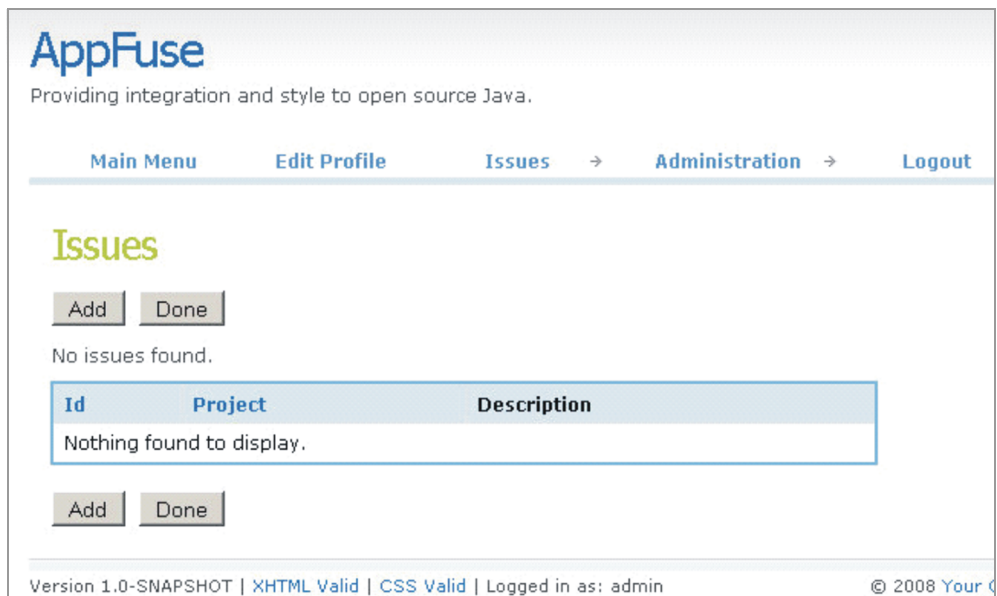 AppFuse
Providing integration and style to open source Java.
Main Menu Edit Profile Issues → Administration → Logout
Issues
Add Done
No issues found.
Id Project Description
Nothing found to display.
Add Done
Version 1.0-SNAPSHOT | XHTML Valid | CSS Valid | Logged in as: admin © 2008 Your